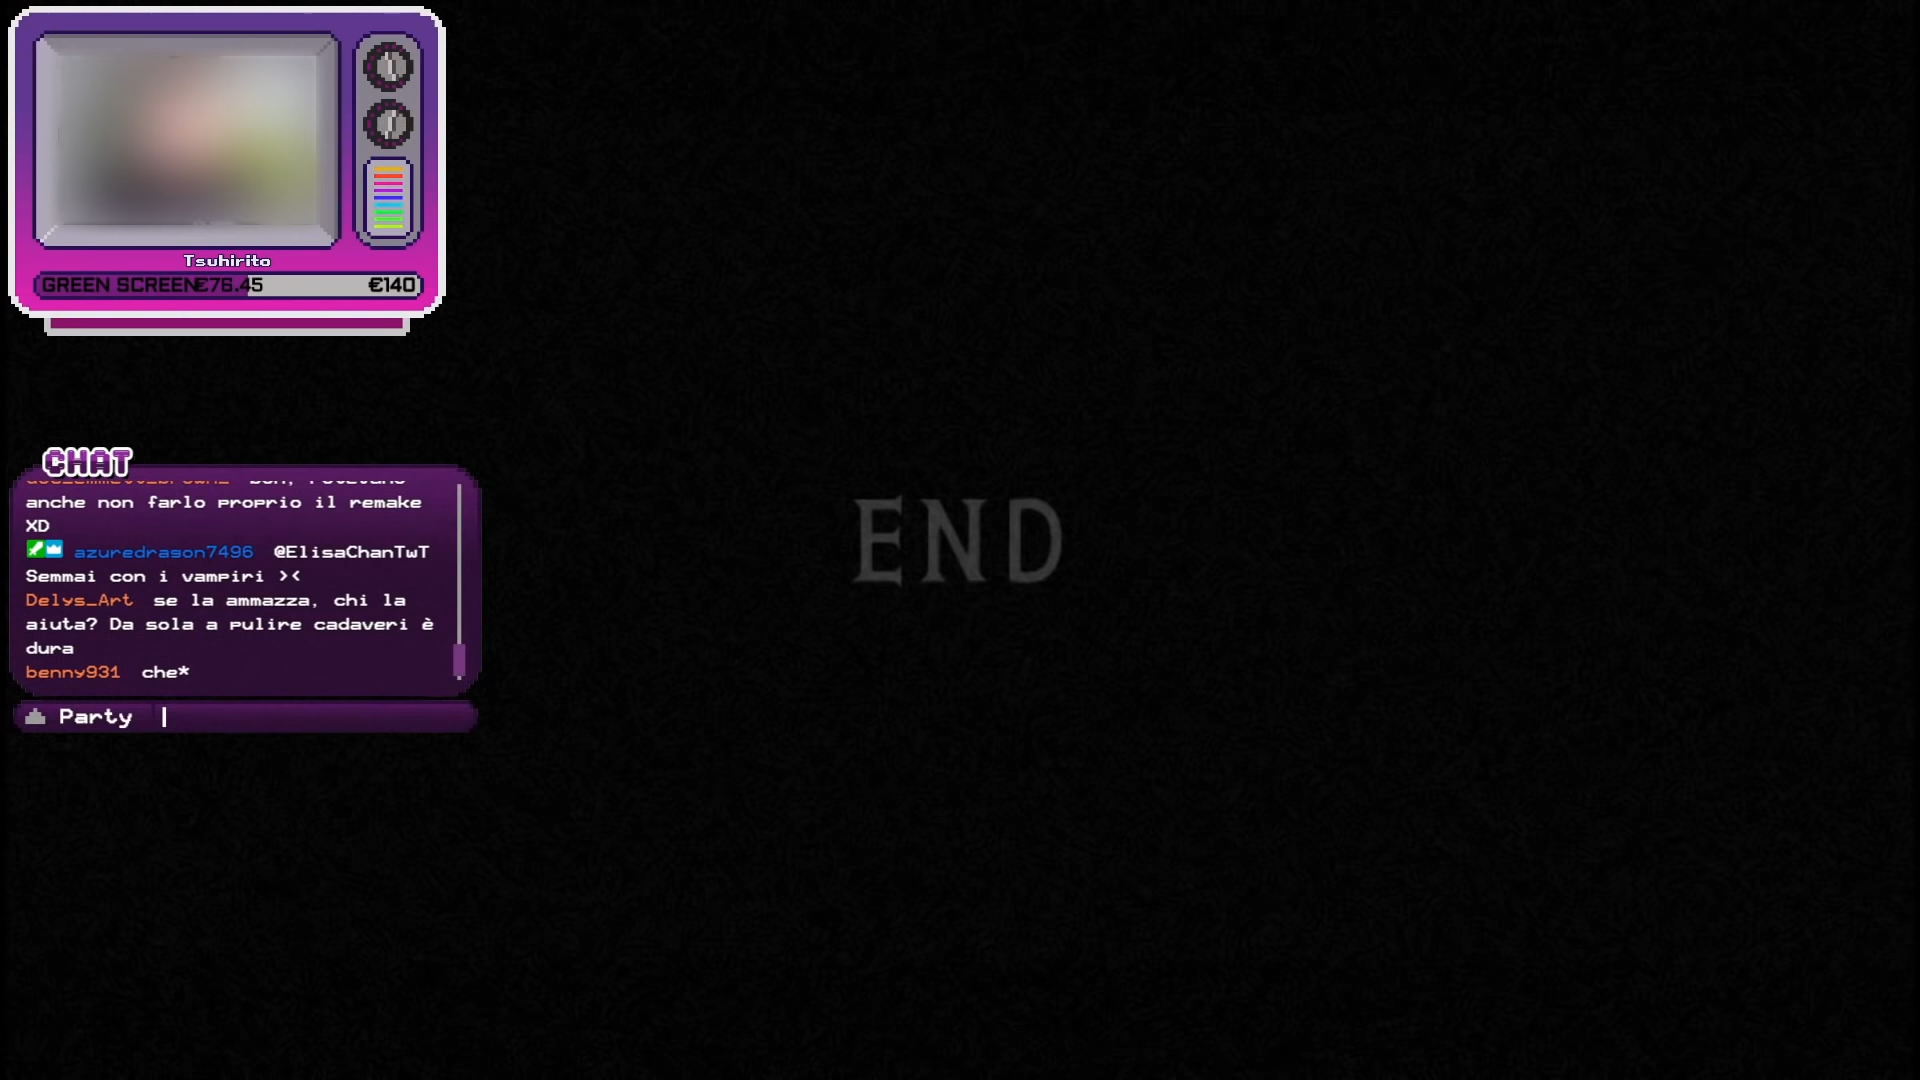 Tsuhirito
GREEN SCREEN €76.45 €140
CHAT
anche non farlo proprio il remake
XD
azuredragon7496 @ElisaChanTwT
Semmai con i vampiri ><
Delys_Art se la ammazza, chi la
aiuta? Da sola a pulire cadaveri è
dura
benny931 che*
Party
END